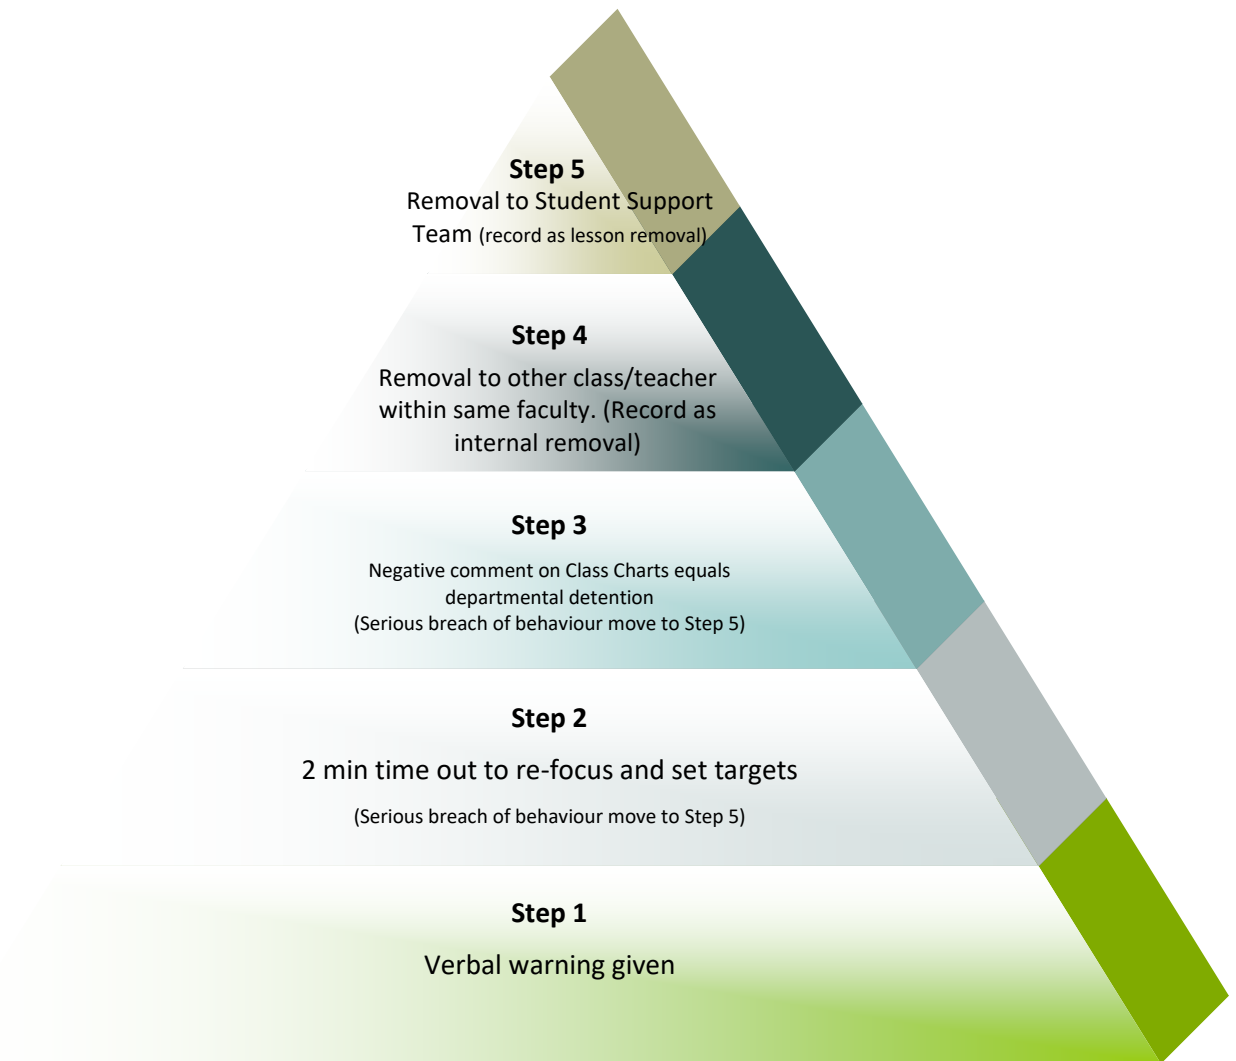 Step 5
Removal to Student Support
Team (record as lesson removal)
Step 4
Removal to other class/teacher
within same faculty. (Record as
internal removal)
Step 3
Negative comment on Class Charts equals
departmental detention
(Serious breach of behaviour move to Step 5)
Step 2
2 min time out to re-focus and set targets
(Serious breach of behaviour move to Step 5)
Step 1
Verbal warning given